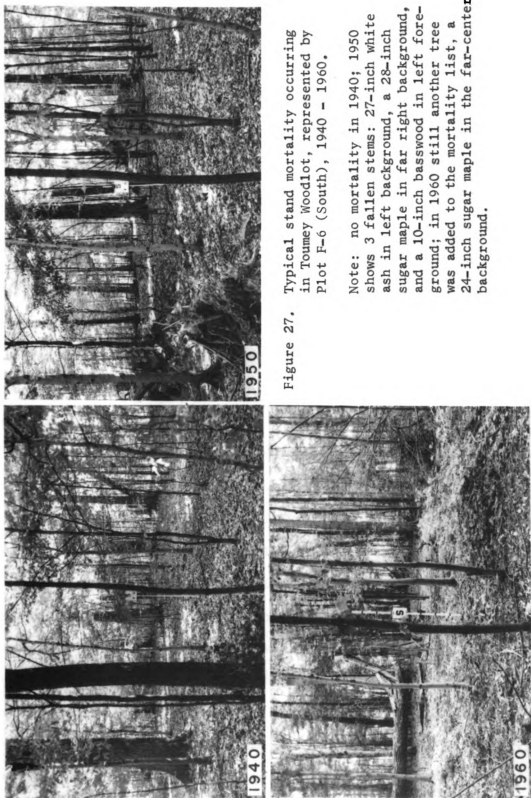 1940
1950
1960
S
Figure 27. Typical stand mortality occurring
in Toumey Woodlot, represented by
Plot F-6 (South), 1940 - 1960.
Note: no mortality in 1940; 1950
shows 3 fallen stems: 27-inch white
ash in left background, a 28-inch
sugar maple in far right background,
and a 10-inch basswood in left fore-
ground; in 1960 still another tree
was added to the mortality list, a
24-inch sugar maple in the far-center
background.